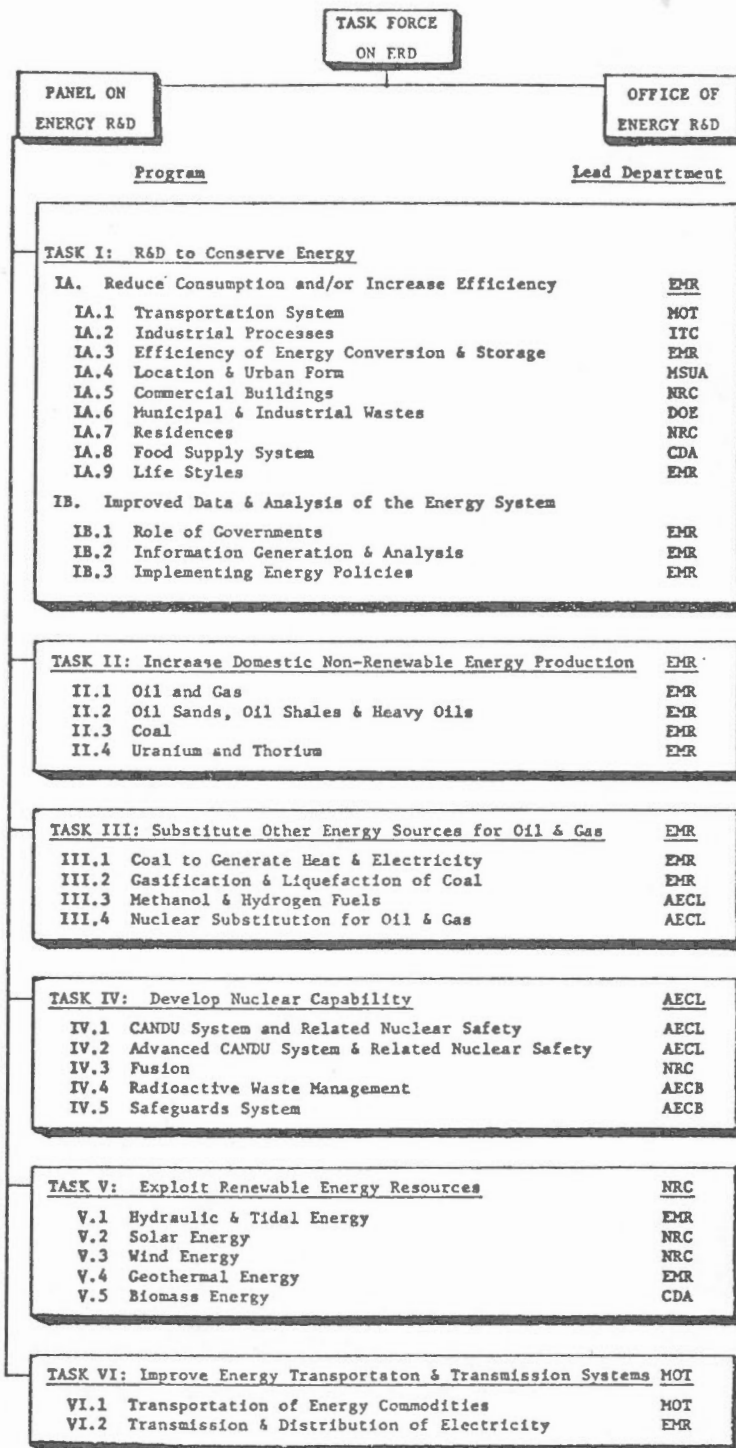 TASK FORCE
ON ERD
PANEL ON
ENERGY R&D
OFFICE OF
ENERGY R&D
Program Lead Department
TASK I: R&D to Conserve Energy
IA. Reduce Consumption and/or Increase Efficiency EMR
IA.1 Transportation System MOT
IA.2 Industrial Processes ITC
IA.3 Efficiency of Energy Conversion & Storage EMR
IA.4 Location & Urban Form MSUA
IA.5 Commercial Buildings NRC
IA.6 Municipal & Industrial Wastes DOE
IA.7 Residences NRC
IA.8 Food Supply System CDA
IA.9 Life Styles EMR
IB. Improved Data & Analysis of the Energy System
IB.1 Role of Governments EMR
IB.2 Information Generation & Analysis EMR
IB.3 Implementing Energy Policies EMR
TASK II: Increase Domestic Non-Renewable Energy Production EMR
II.1 Oil and Gas EMR
II.2 Oil Sands, Oil Shales & Heavy Oils EMR
II.3 Coal EMR
II.4 Uranium and Thorium EMR
TASK III: Substitute Other Energy Sources for Oil & Gas EMR
III.1 Coal to Generate Heat & Electricity EMR
III.2 Gasification & Liquefaction of Coal EMR
III.3 Methanol & Hydrogen Fuels AECL
III.4 Nuclear Substitution for Oil & Gas AECL
TASK IV: Develop Nuclear Capability AECL
IV.1 CANDU System and Related Nuclear Safety AECL
IV.2 Advanced CANDU System & Related Nuclear Safety AECL
IV.3 Fusion NRC
IV.4 Radioactive Waste Management AECB
IV.5 Safeguards System AECB
TASK V: Exploit Renewable Energy Resources NRC
V.1 Hydraulic & Tidal Energy EMR
V.2 Solar Energy NRC
V.3 Wind Energy NRC
V.4 Geothermal Energy EMR
V.5 Biomass Energy CDA
TASK VI: Improve Energy Transportaton & Transmission Systems MOT
VI.1 Transportation of Energy Commodities MOT
VI.2 Transmission & Distribution of Electricity EMR